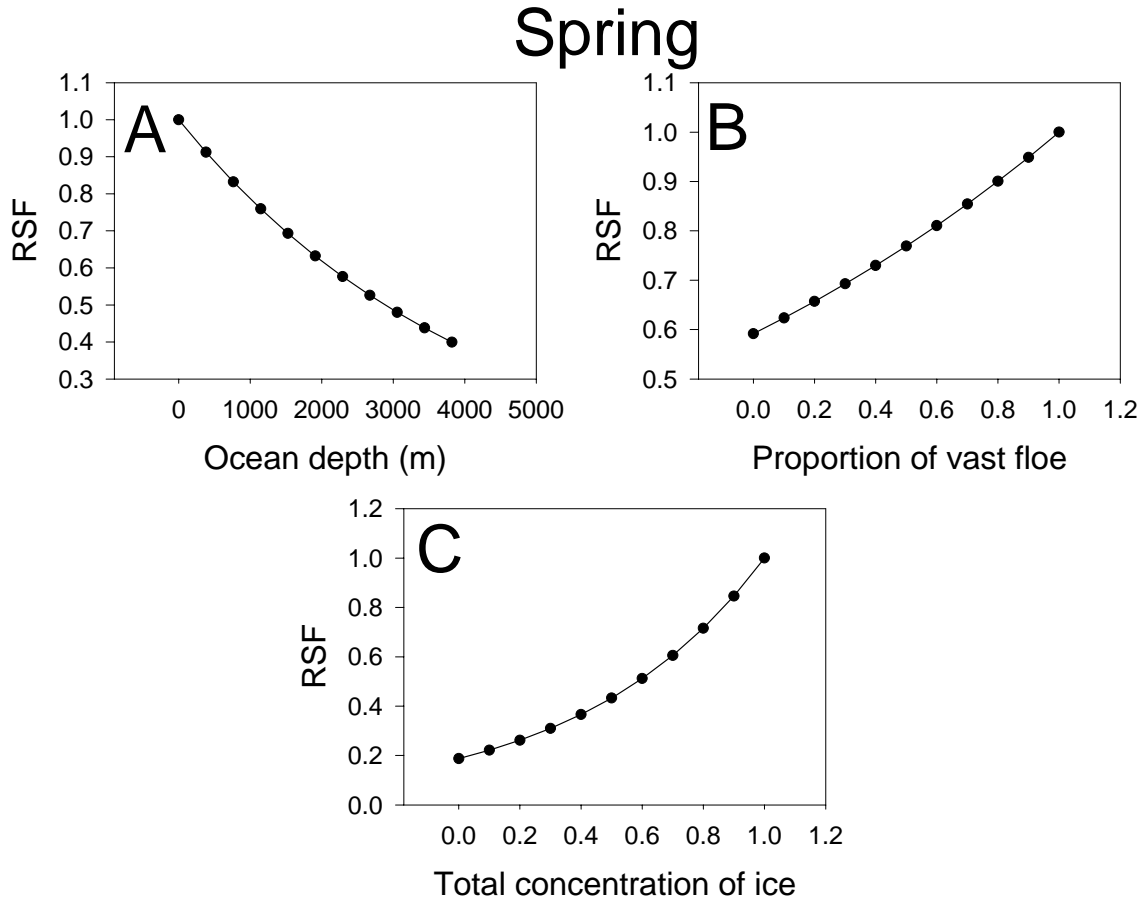 Spring
A
1.1
1.0
0.9
0.8
0.7
0.6
0.5
0.4
0.3
RSF
0 1000 2000 3000 4000 5000
Ocean depth (m)
B
1.1
1.0
0.9
0.8
0.7
0.6
0.5
RSF
0.0 0.2 0.4 0.6 0.8 1.0 1.2
Proportion of vast floe
C
1.2
1.0
0.8
0.6
0.4
0.2
0.0
RSF
0.0 0.2 0.4 0.6 0.8 1.0 1.2
Total concentration of ice